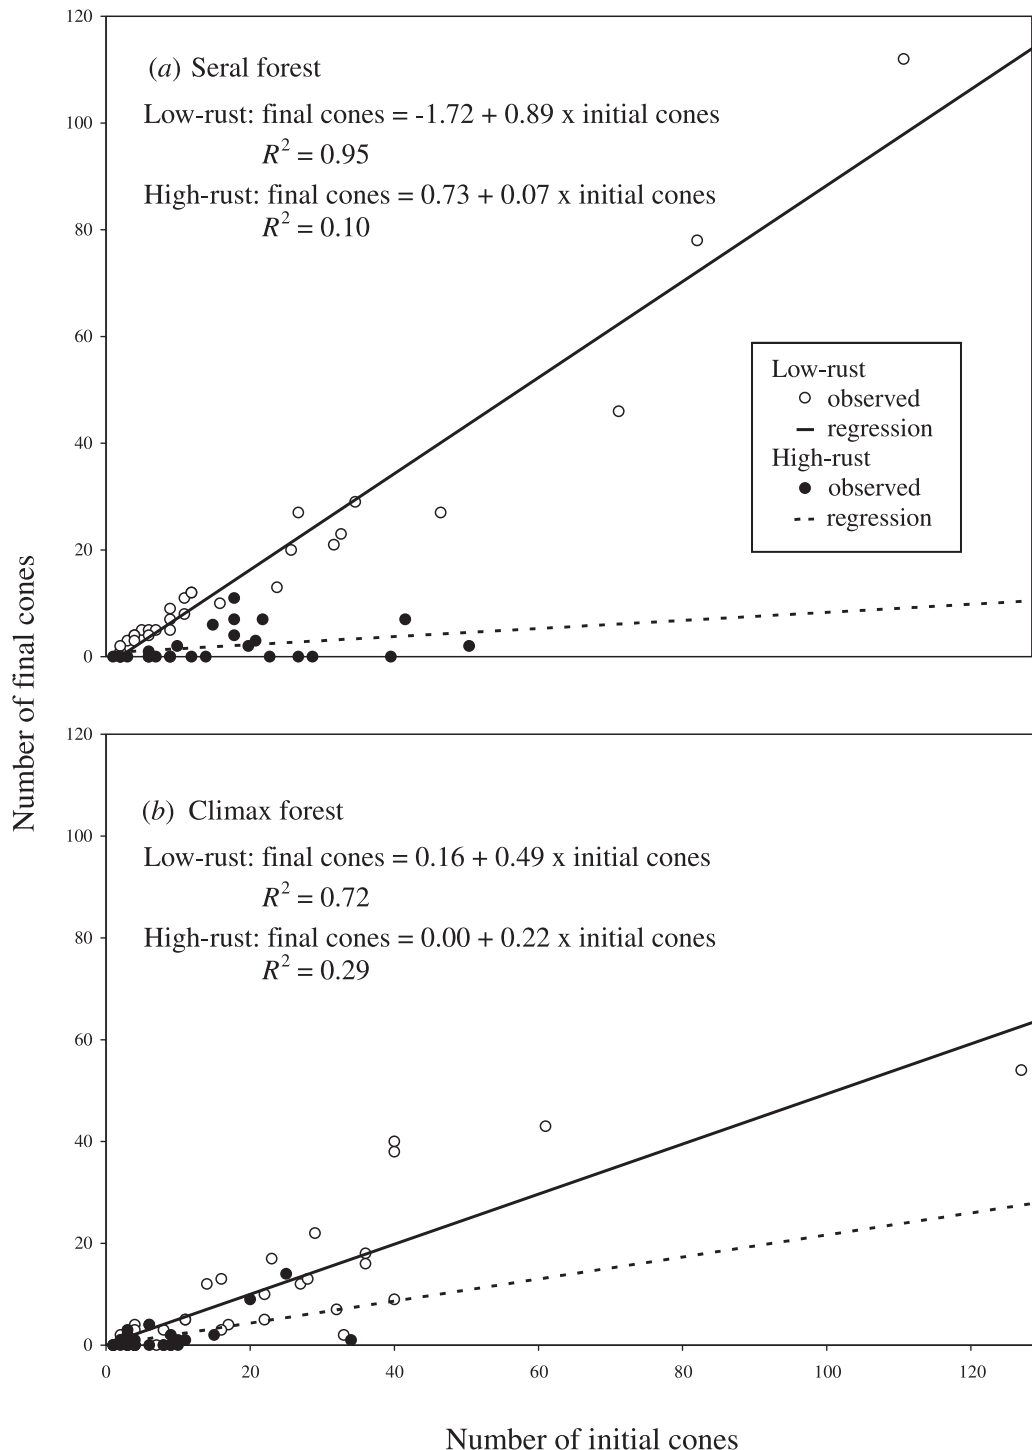 120
100
80
60
40
20
0
(a) Seral forest
Low-rust: final cones = -1.72 + 0.89 x initial cones
R² = 0.95
High-rust: final cones = 0.73 + 0.07 x initial cones
R² = 0.10
Low-rust
observed
regression
High-rust
observed
regression
Number of final cones
120
100
80
60
40
20
0
(b) Climax forest
Low-rust: final cones = 0.16 + 0.49 x initial cones
R² = 0.72
High-rust: final cones = 0.00 + 0.22 x initial cones
R² = 0.29
0 20 40 60 80 100 120
Number of initial cones